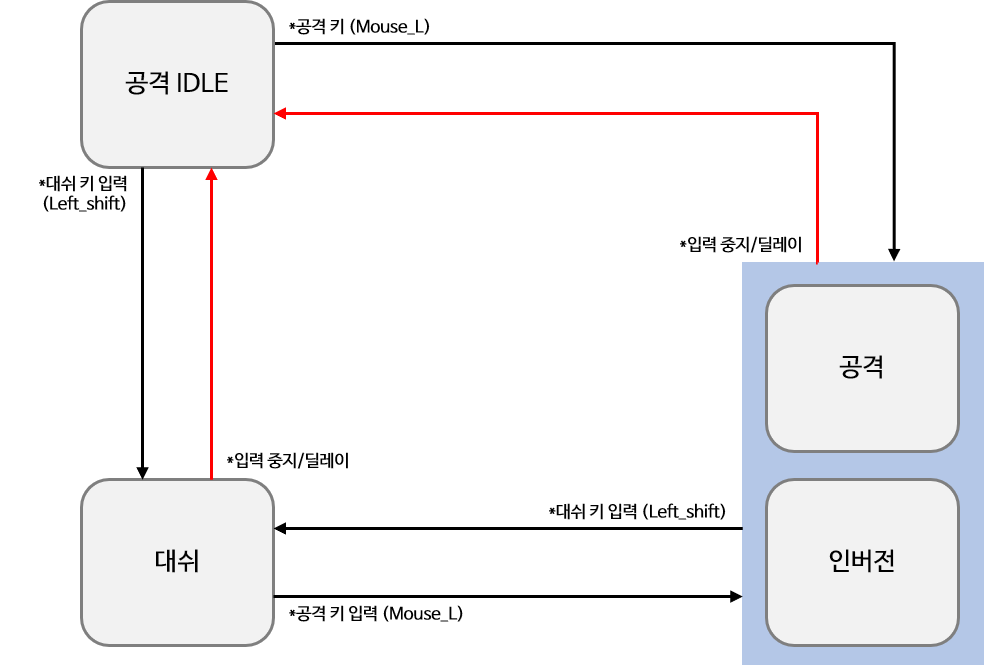 *공격 키 (Mouse_L)
공격 IDLE
*대쉬 키 입력
(Left_shift)
*입력 중지/딜레이
공격
*입력 중지/딜레이
*대쉬 키 입력 (Left_shift)
대쉬
인버전
*공격 키 입력 (Mouse_L)